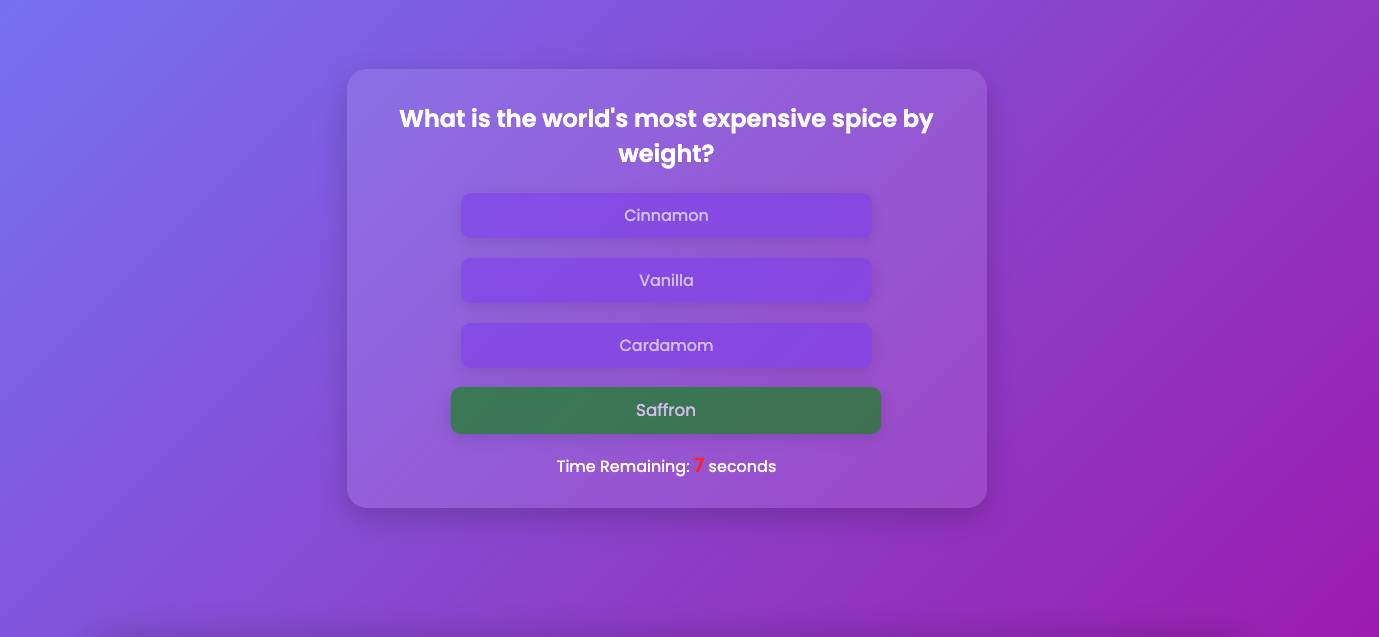 What is the world's most expensive spice by
weight?
Cinnamon
Vanilla
Cardamom
Saffron
Time Remaining: 7 seconds